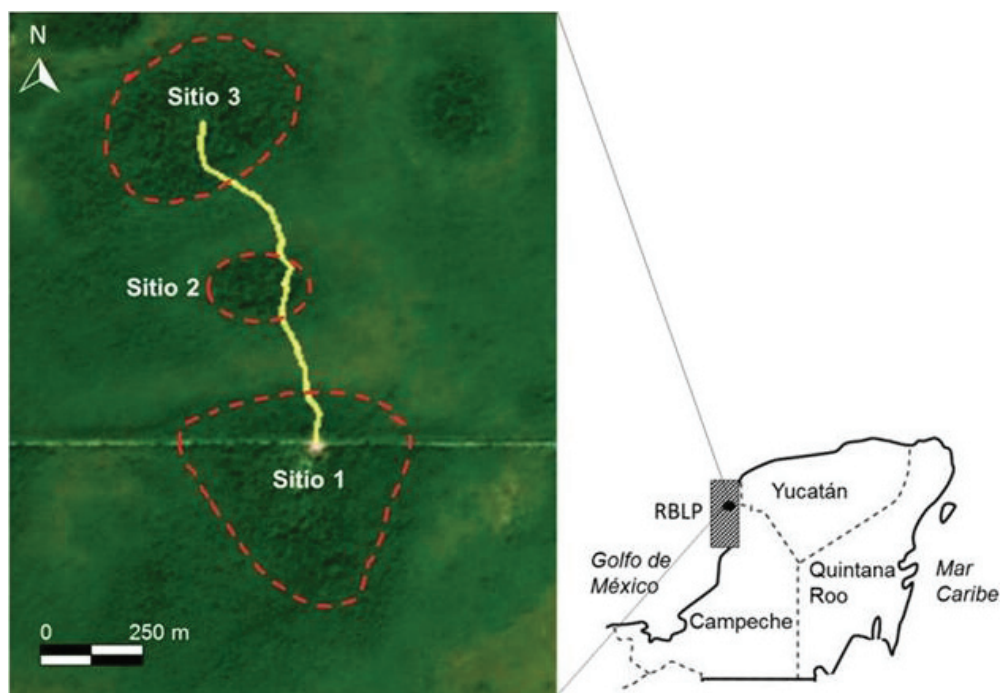 N
Sitio 3
Sitio 2
Sitio 1
0 250 m
RBLP
Yucatán
Golfo de
México
Quintana
Roo
Mar
Caribe
Campeche